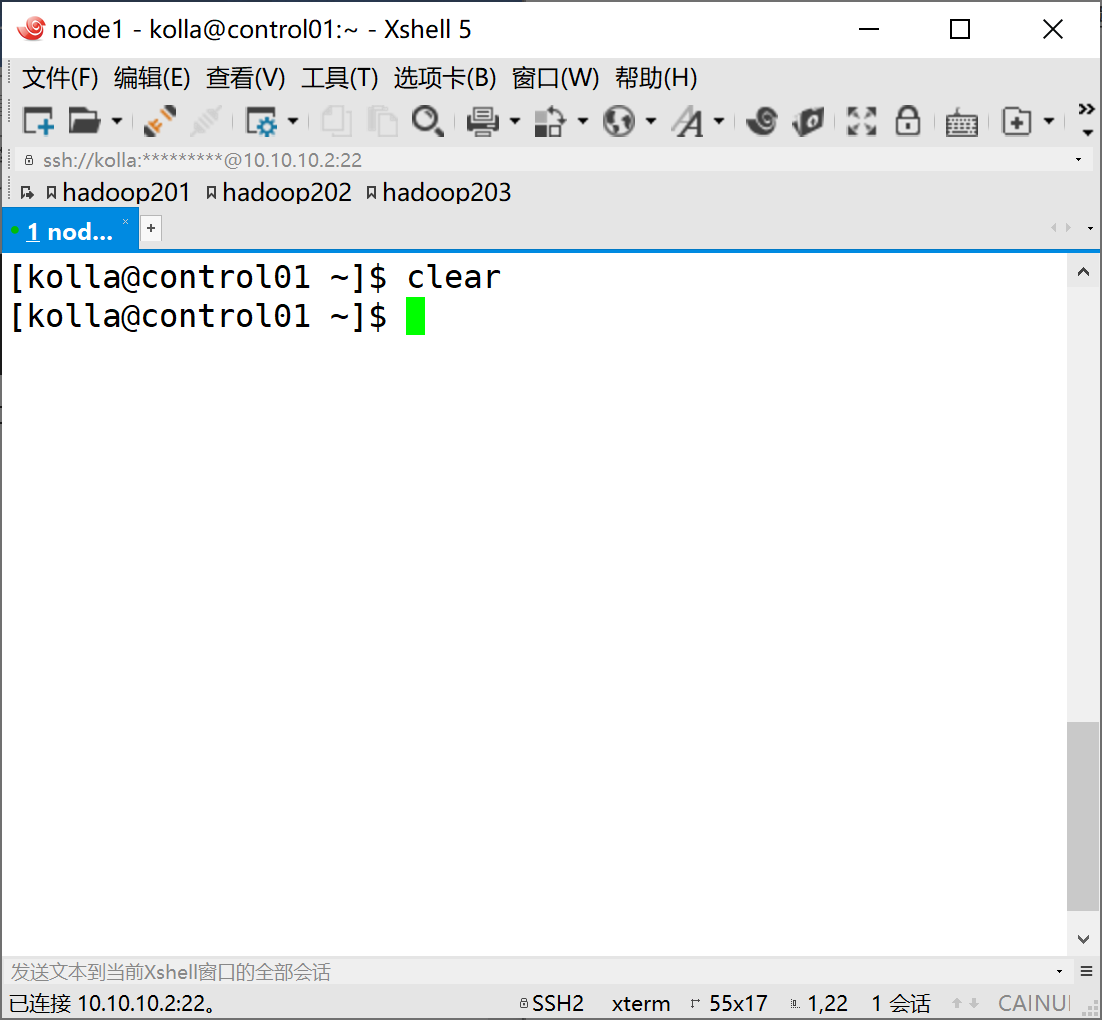 node1 - kolla@control01:~ - Xshell 5
文件(F) 编辑(E) 查看(V) 工具(T) 选项卡(B) 窗口(W) 帮助(H)
ssh://kolla:*********@10.10.10.2:22
hadoop201 hadoop202 hadoop203
1 nod... × +
[kolla@control01 ~]$ clear
[kolla@control01 ~]$
发送文本到当前Xshell窗口的全部会话
已连接 10.10.10.2:22。 SSH2 xterm 55x17 1,22 1 会话 CAINU